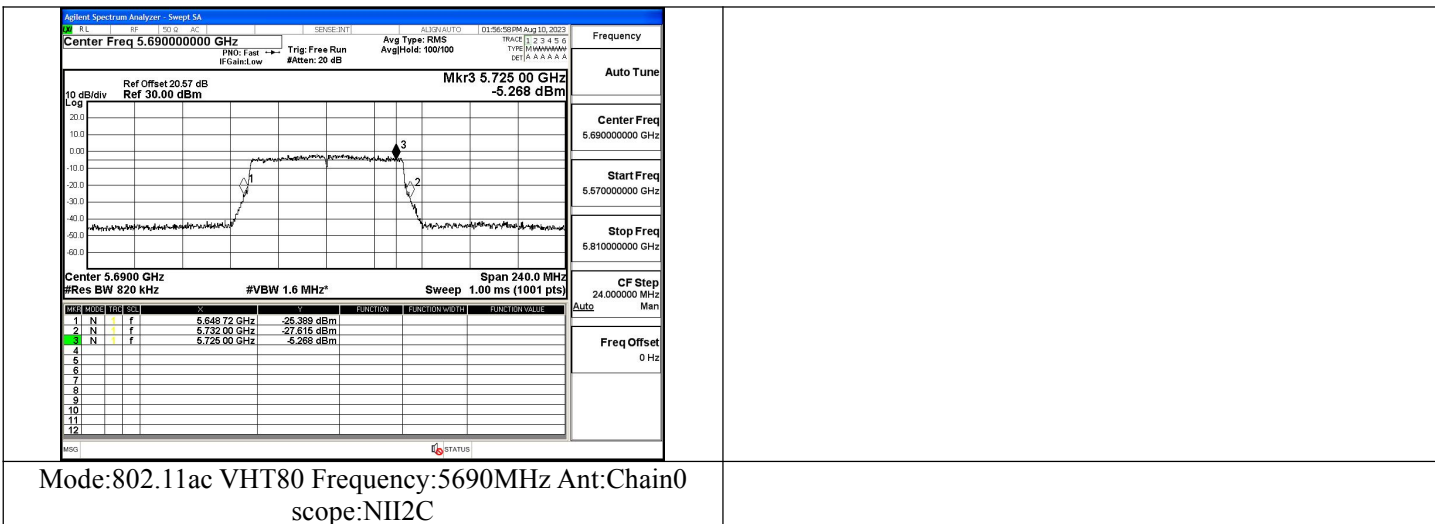 Agilent Spectrum Analyzer - Swept SA
RL RF 50 Ω AC SENSE:INT ALIGNAUTO 01:56:58 PM Aug 10, 2023
Center Freq 5.690000000 GHz
PNO: Fast
IFGain:Low
Trig: Free Run
#Atten: 20 dB
Avg Type: RMS
Avg|Hold: 100/100
TRACE 1 2 3 4 5 6
TYPE M W W W W W
DET A A A A A A
Ref Offset 20.57 dB
10 dB/div Ref 30.00 dBm
Log
Mkr3 5.725 00 GHz
-5.268 dBm
20.0
10.0
0.00
-10.0
-20.0
-30.0
-40.0
-50.0
-60.0
1
2
3
Center 5.6900 GHz Span 240.0 MHz
#Res BW 820 kHz #VBW 1.6 MHz* Sweep 1.00 ms (1001 pts)
MKR MODE TRC SCL X Y FUNCTION FUNCTION WIDTH FUNCTION VALUE
1 N 1 f 5.648 72 GHz -25.389 dBm
2 N 1 f 5.732 00 GHz -27.615 dBm
3 N 1 f 5.725 00 GHz -5.268 dBm
4
5
6
7
8
9
10
11
12
MSG STATUS
Frequency
Auto Tune
Center Freq
5.690000000 GHz
Start Freq
5.570000000 GHz
Stop Freq
5.810000000 GHz
CF Step
24.000000 MHz
Auto Man
Freq Offset
0 Hz
Mode:802.11ac VHT80 Frequency:5690MHz Ant:Chain0
scope:NII2C